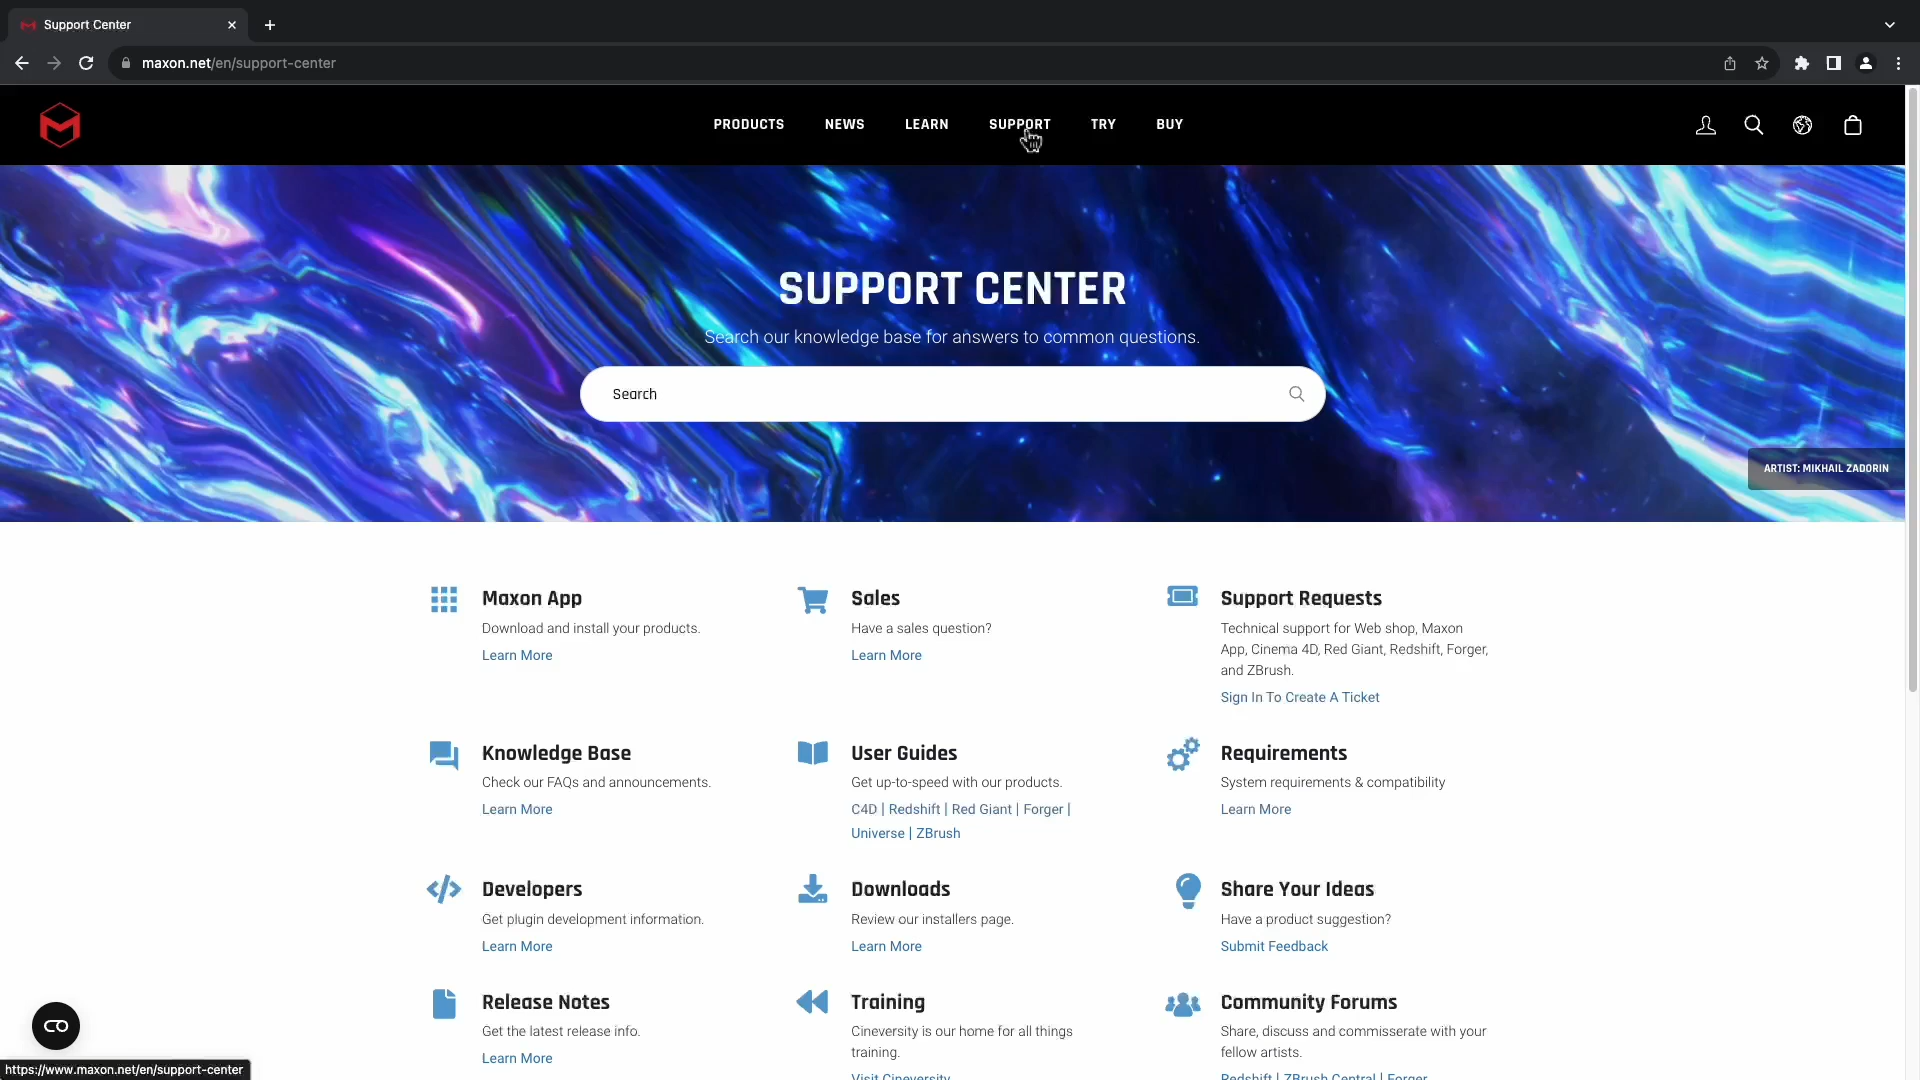 Support Center
maxon.net/en/support-center
PRODUCTS NEWS LEARN SUPPORT TRY BUY
SUPPORT CENTER
Search our knowledge base for answers to common questions.
Search
ARTIST: MIKHAIL ZADORIN
Maxon App
Download and install your products.
Learn More
Sales
Have a sales question?
Learn More
Support Requests
Technical support for Web shop, Maxon
App, Cinema 4D, Red Giant, Redshift, Forger,
and ZBrush.
Sign In To Create A Ticket
Knowledge Base
Check our FAQs and announcements.
Learn More
User Guides
Get up-to-speed with our products.
C4D | Redshift | Red Giant | Forger |
Universe | ZBrush
Requirements
System requirements & compatibility
Learn More
Developers
Get plugin development information.
Learn More
Downloads
Review our installers page.
Learn More
Share Your Ideas
Have a product suggestion?
Submit Feedback
Release Notes
Get the latest release info.
Learn More
Training
Cineversity is our home for all things
training.
Visit Cineversity
Community Forums
Share, discuss and commisserate with your
fellow artists.
Redshift | ZBrush Central | Forger
https://www.maxon.net/en/support-center